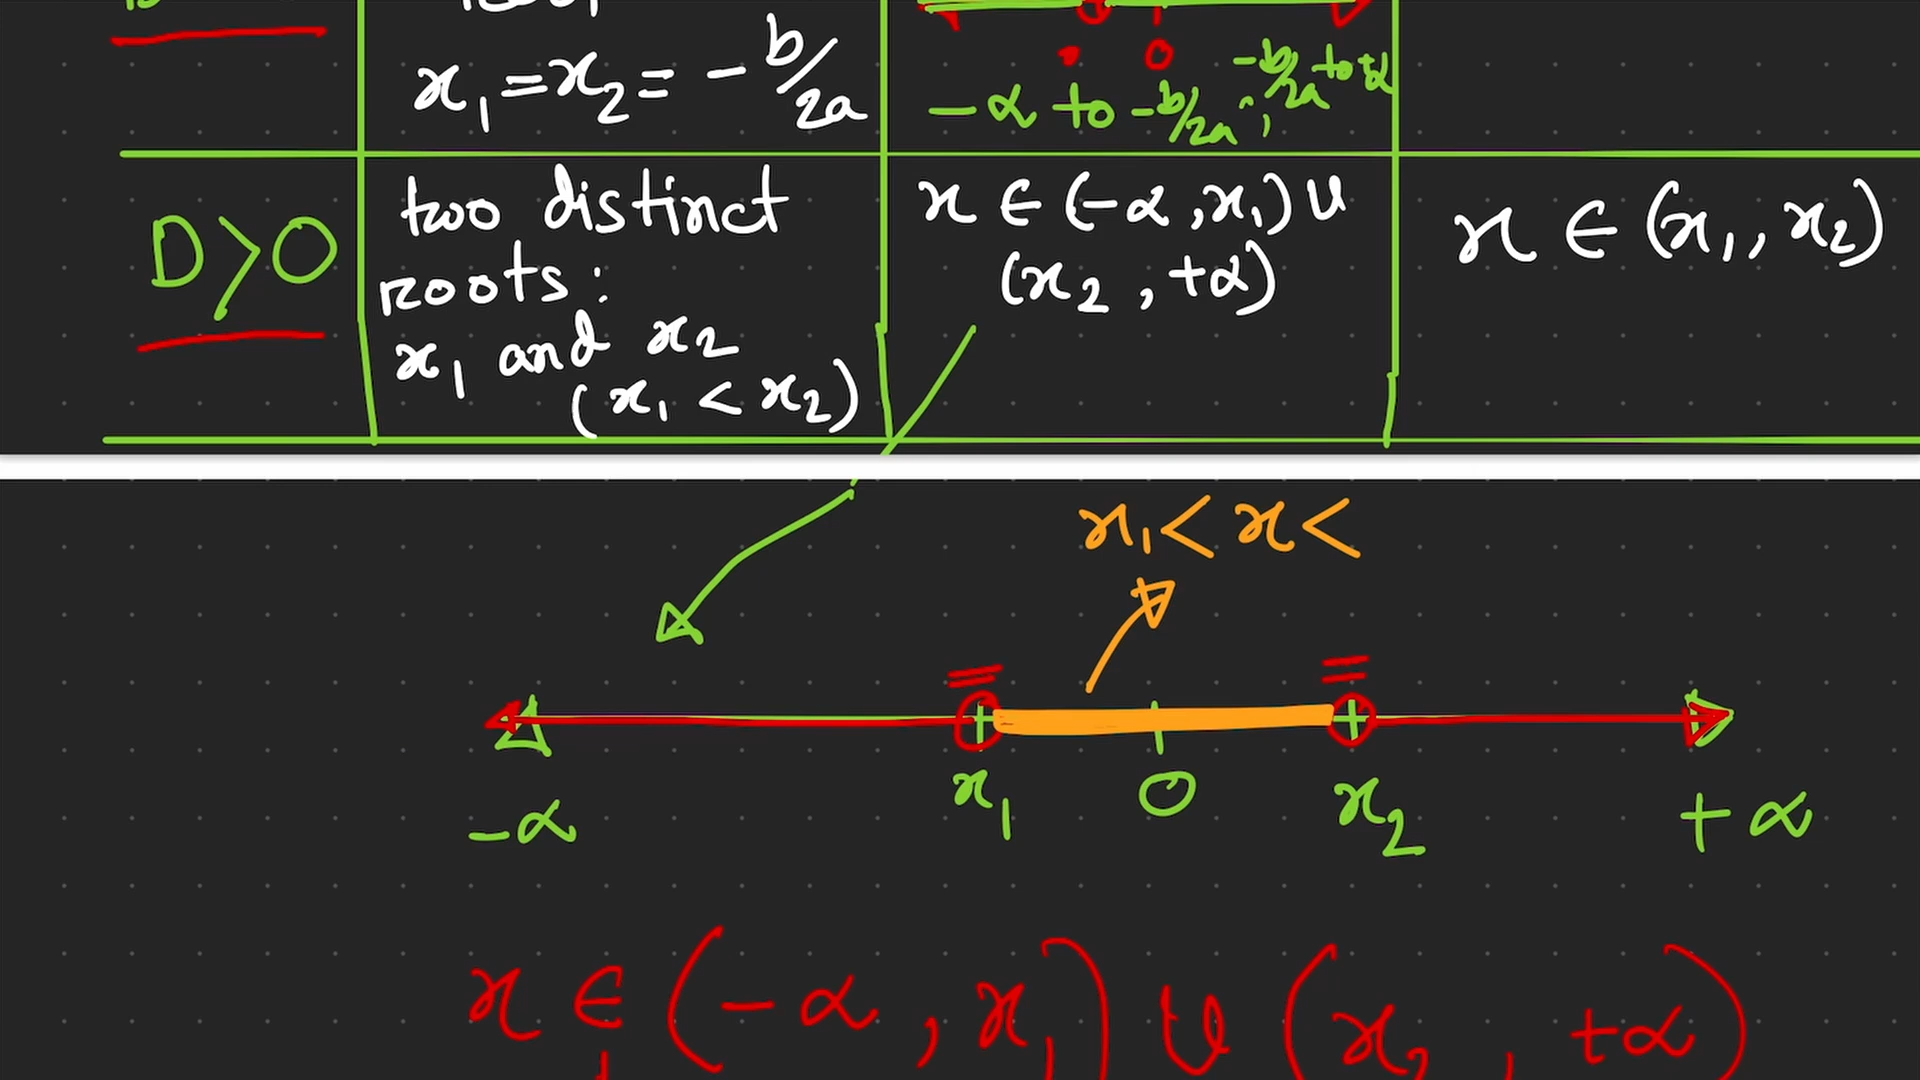 x₁ = x₂ = -b/2a
0
-α to -b/2a ; -b/2a to α
D>0
two distinct
roots:
x₁ and x₂
(x₁ < x₂)
x ∈ (-α, x₁) ∪
(x₂, +α)
x ∈ (x₁, x₂)
x₁ < x <
-α x₁ 0 x₂ +α
x ∈ (-α, x₁) ∪ (x₂, +α)